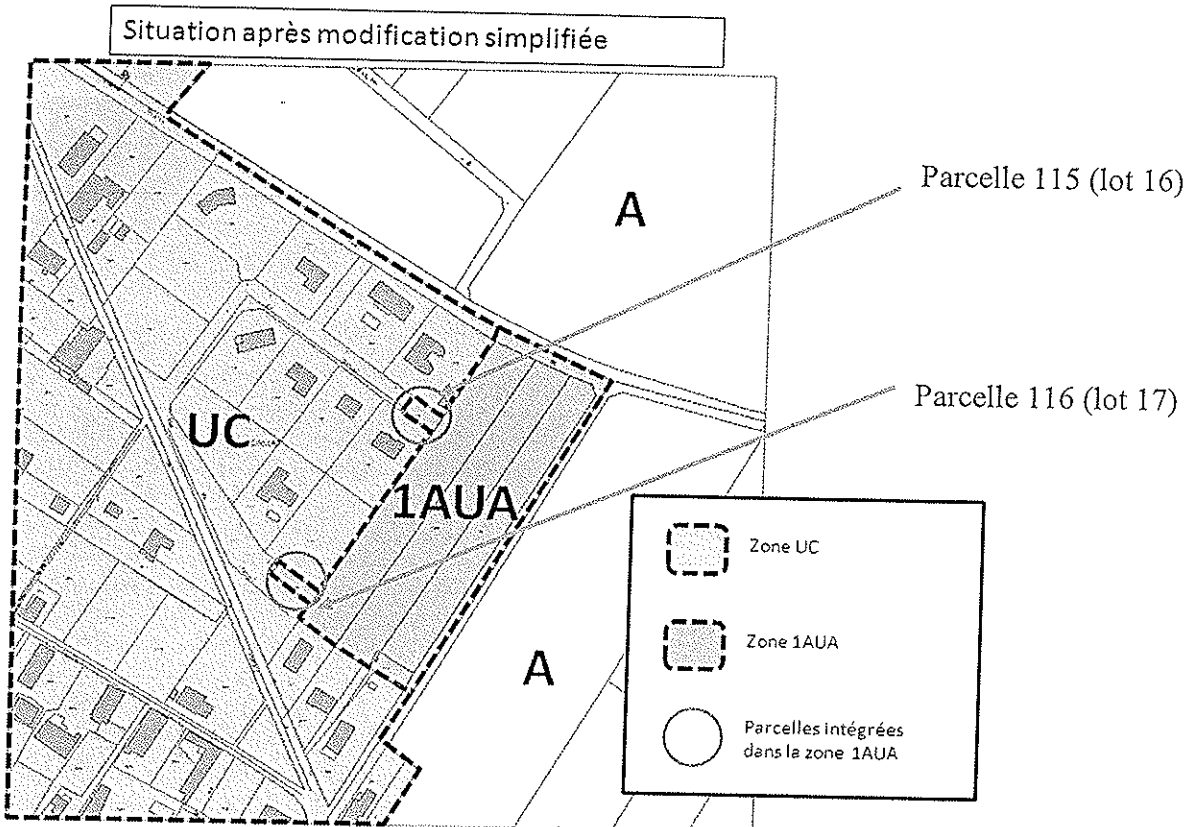 Situation après modification simplifiée
Parcelle 115 (lot 16)
A
Parcelle 116 (lot 17)
UC
1AUA
Zone UC
Zone 1AUA
A
Parcelles intégrées
dans la zone 1AUA